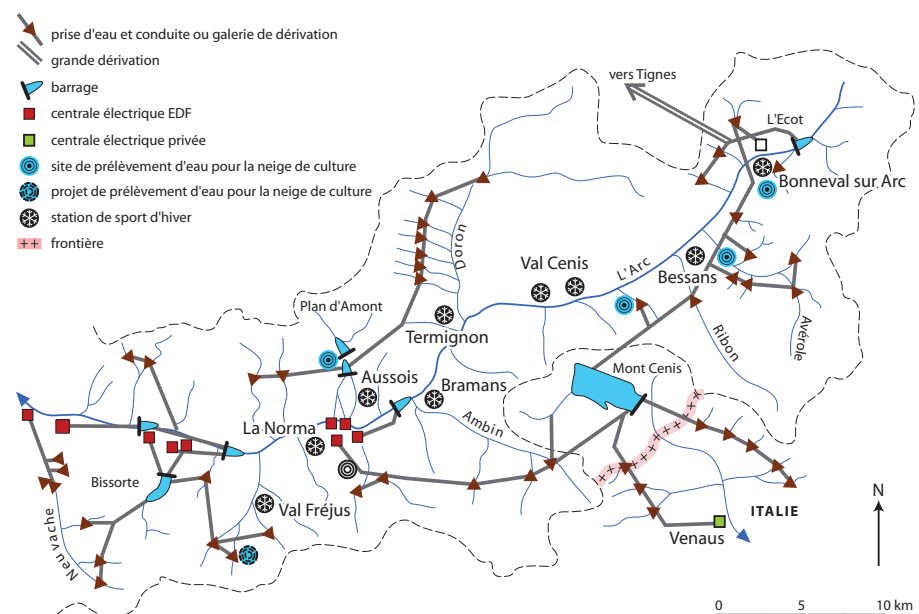 prise d'eau et conduite ou galerie de dérivation
grande dérivation
barrage
centrale électrique EDF
centrale électrique privée
site de prélèvement d'eau pour la neige de culture
projet de prélèvement d'eau pour la neige de culture
station de sport d'hiver
++ frontière
vers Tignes
L'Ecot
Bonneval sur Arc
Doron
Val Cenis
L'Arc
Bessans
Plan d'Amont
Termignon
Ribon
Avérole
Mont Cenis
Aussois
Bramans
La Norma
Ambin
Bissorte
Val Fréjus
Neuvache
Venaus
ITALIE
N
0 5 10 km